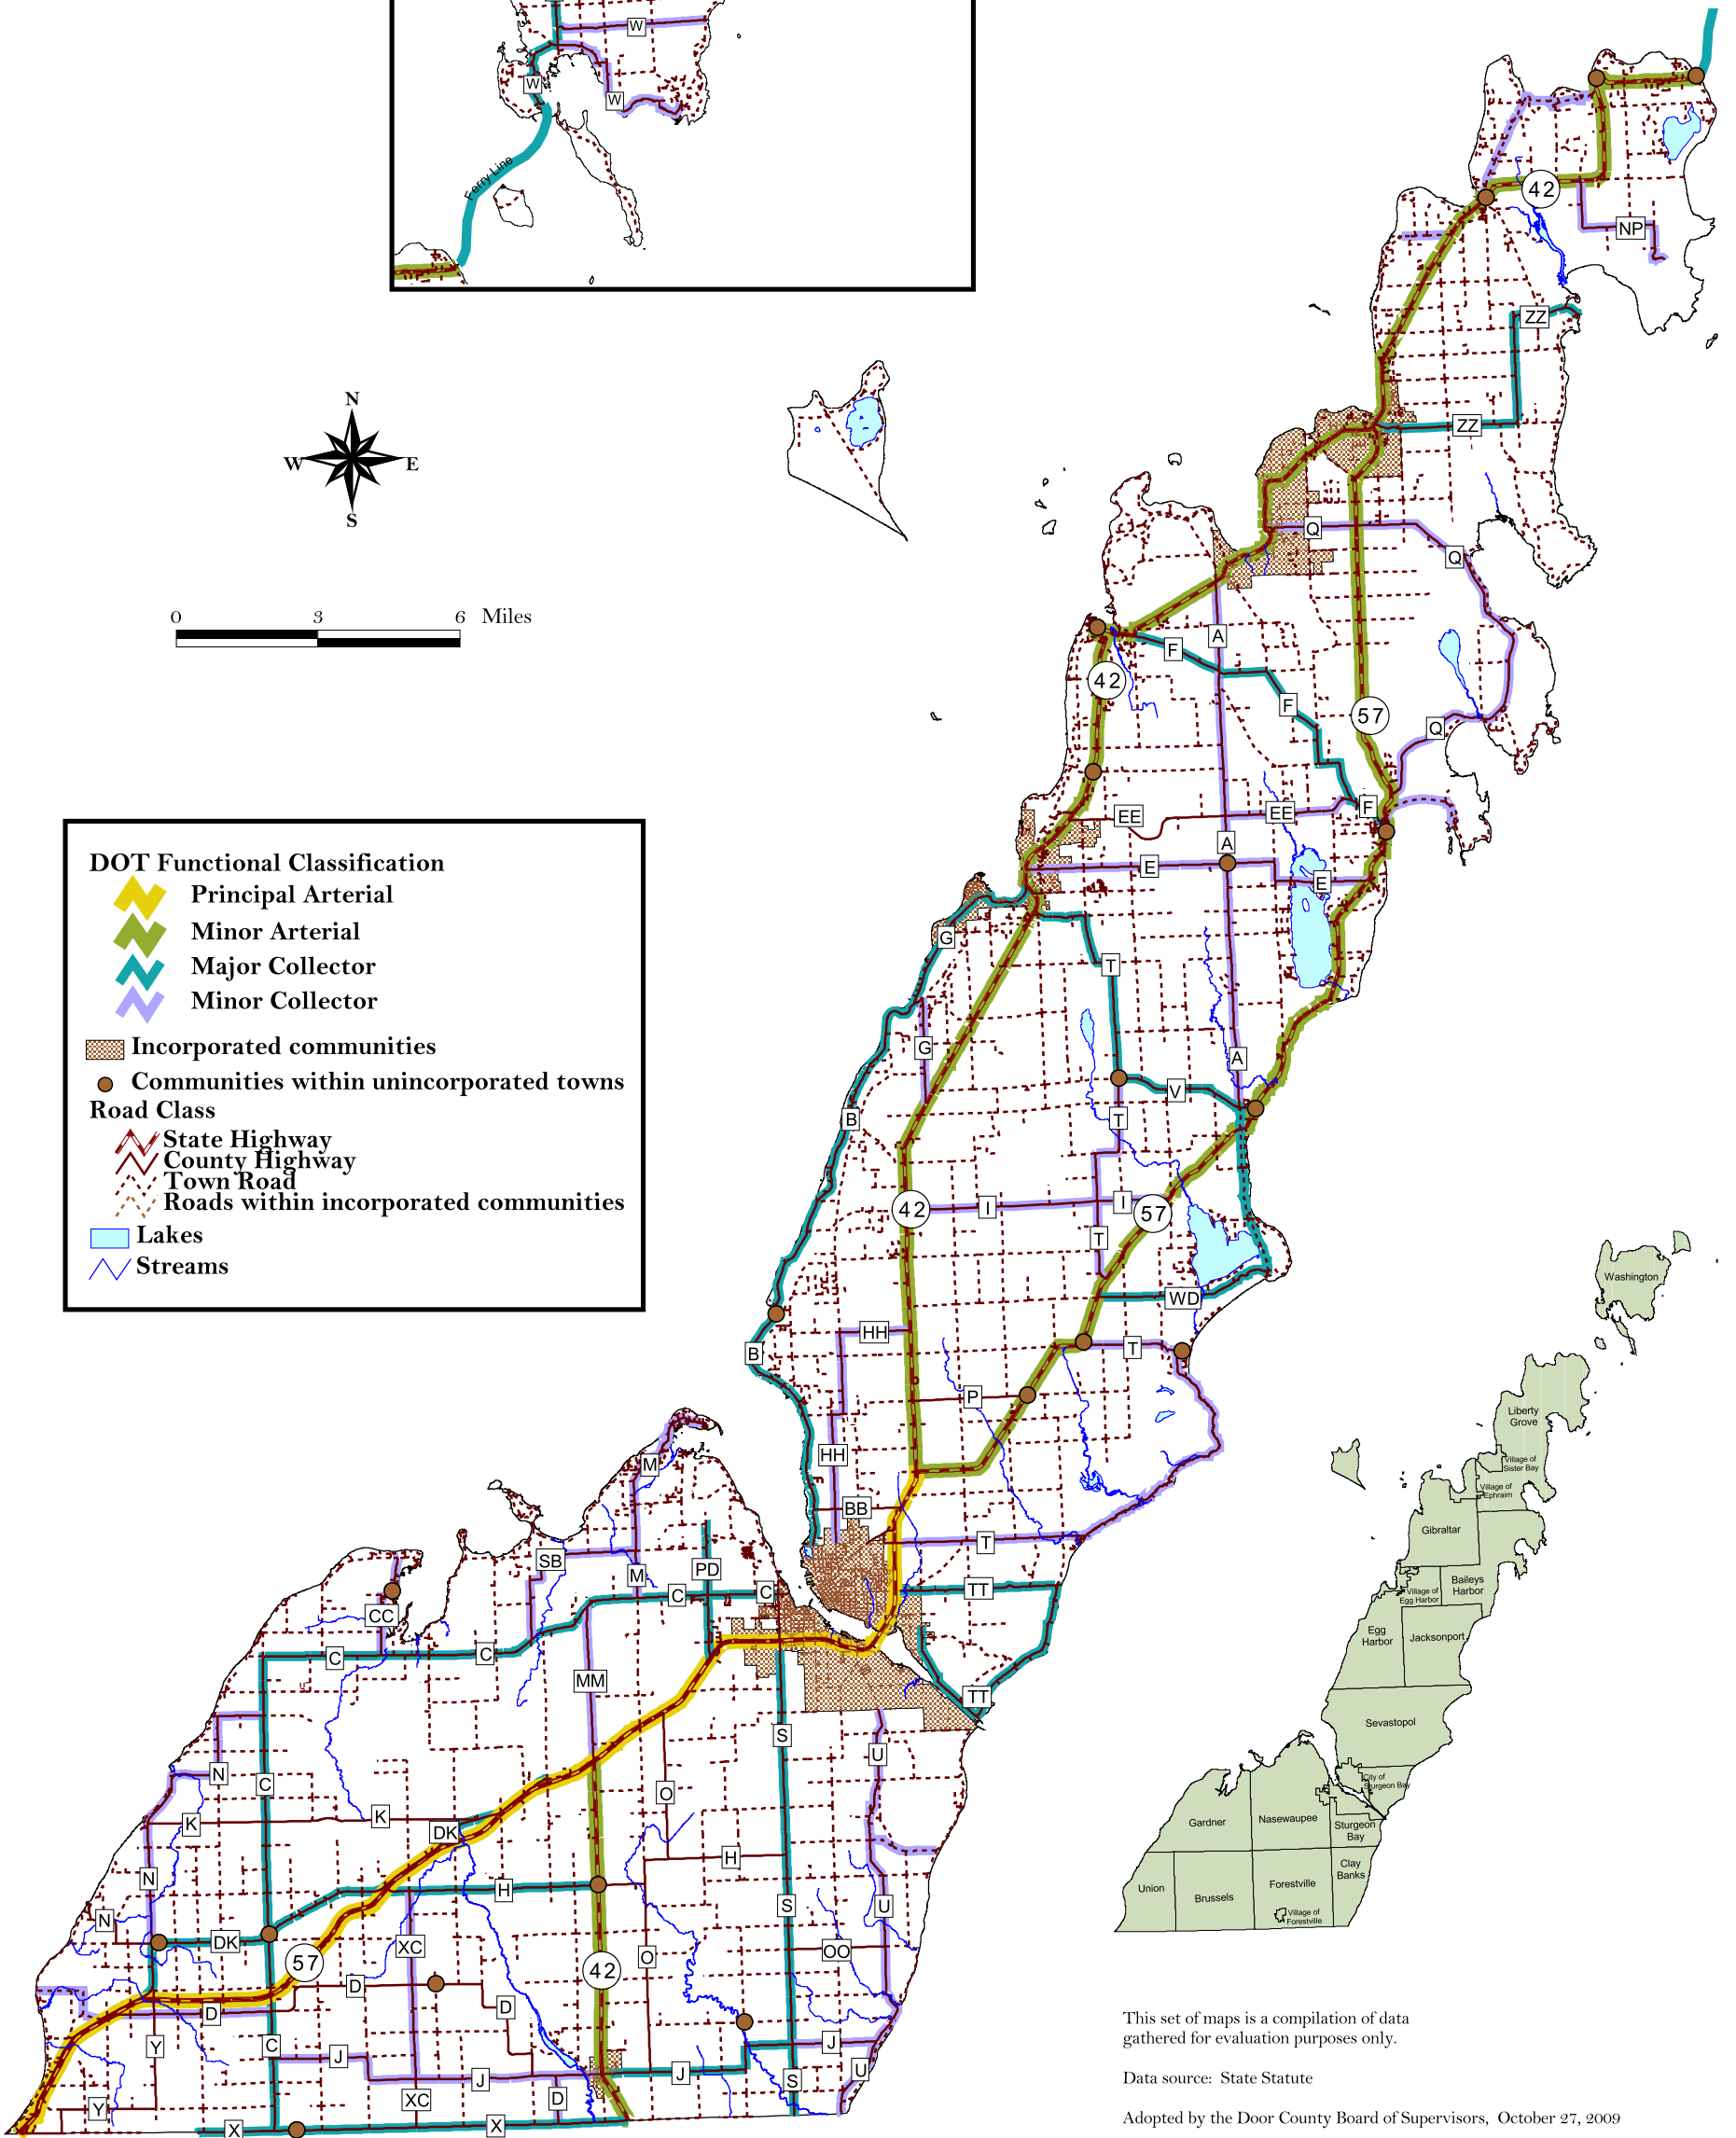 W
W
W
Ferry Line
42
NP
ZZ
ZZ
N
W
E
S
0
3
6
Miles
Q
Q
A
F
42
F
57
Q
EE
EE
F
A
E
E
G
T
G
A
V
B
T
42
I
I
57
T
WD
HH
B
T
P
HH
M
BB
T
SB
M
PD
C
C
TT
CC
C
C
MM
TT
S
U
N
C
O
K
K
DK
H
N
H
S
U
N
DK
XC
OO
57
42
O
D
D
D
Y
C
J
J
J
J
U
S
Y
XC
D
X
X
DOT Functional Classification
Principal Arterial
Minor Arterial
Major Collector
Minor Collector
Incorporated communities
Communities within unincorporated towns
Road Class
State Highway
County Highway
Town Road
Roads within incorporated communities
Lakes
Streams
Washington
Liberty
Grove
Village of
Sister Bay
Village of
Ephraim
Gibraltar
Baileys
Harbor
Village of
Egg Harbor
Egg
Harbor
Jacksonport
Sevastopol
City of
Sturgeon Bay
Gardner
Nasewaupee
Sturgeon
Bay
Clay
Banks
Union
Brussels
Forestville
Village of
Forestville
This set of maps is a compilation of data
gathered for evaluation purposes only.
Data source:  State Statute
Adopted by the Door County Board of Supervisors,  October 27, 2009